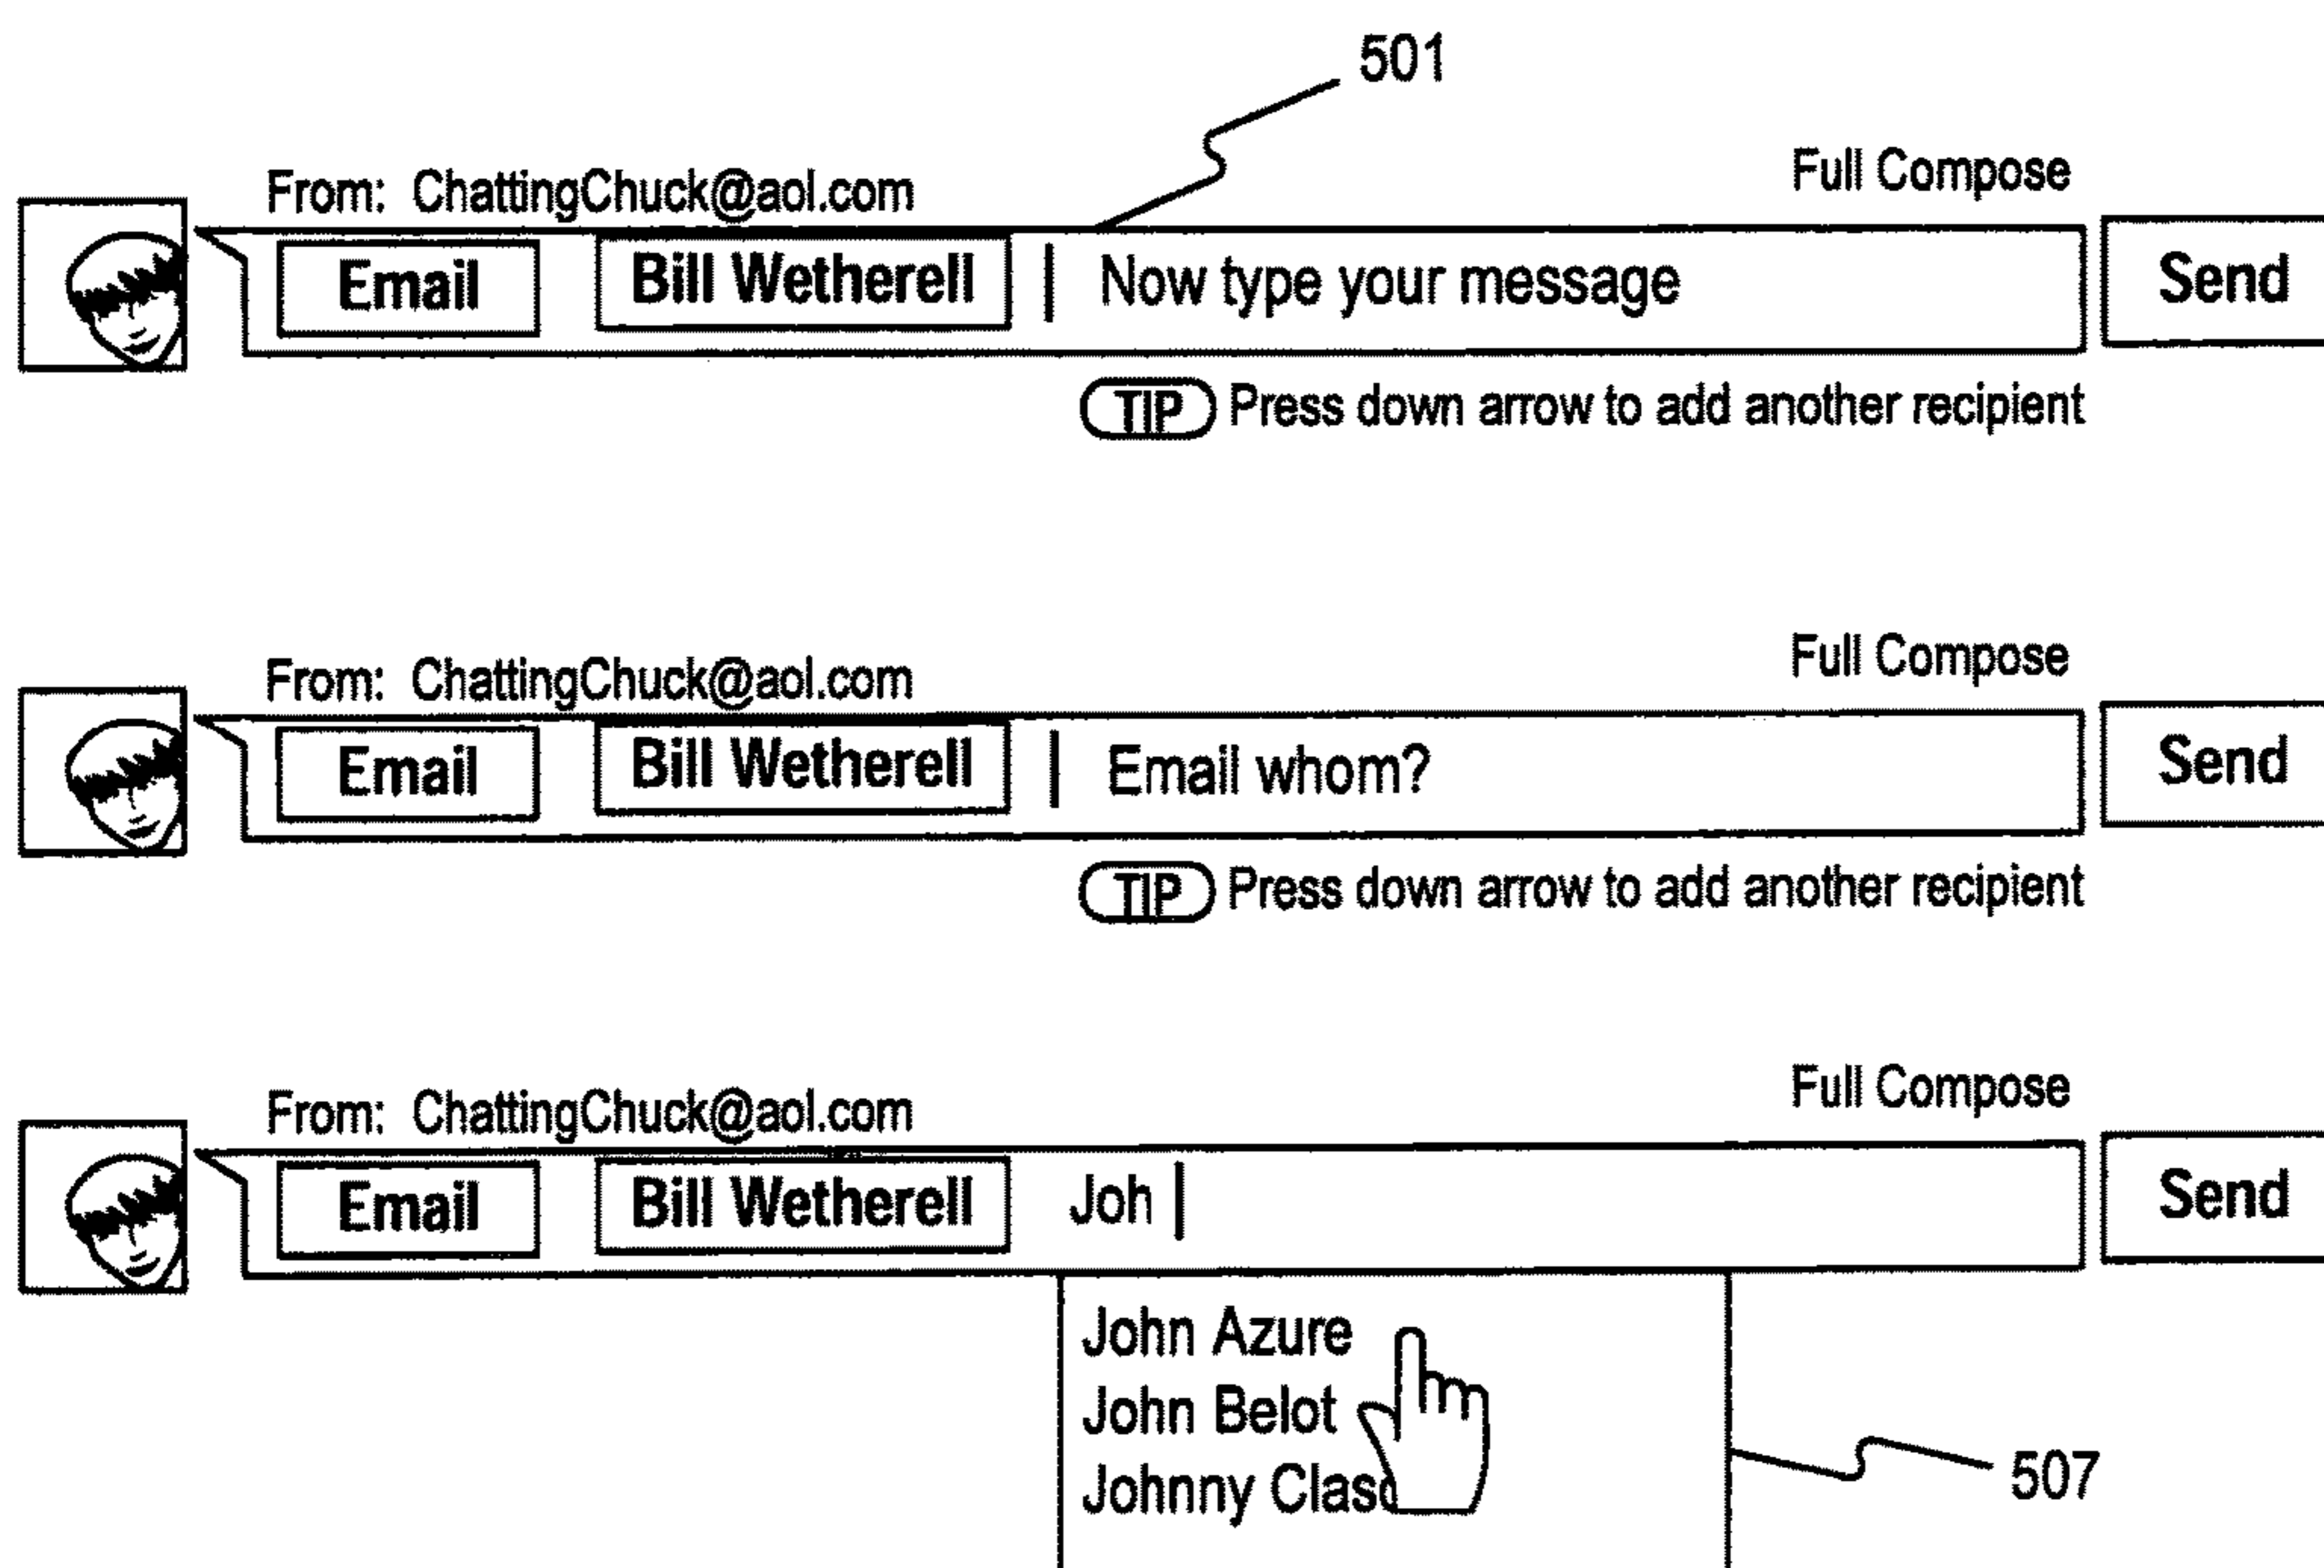 501
From: ChattingChuck@aol.com Full Compose
Email Bill Wetherell | Now type your message Send
TIP Press down arrow to add another recipient
From: ChattingChuck@aol.com Full Compose
Email Bill Wetherell | Email whom? Send
TIP Press down arrow to add another recipient
From: ChattingChuck@aol.com Full Compose
Email Bill Wetherell Joh | Send
John Azure
John Belot
Johnny
507